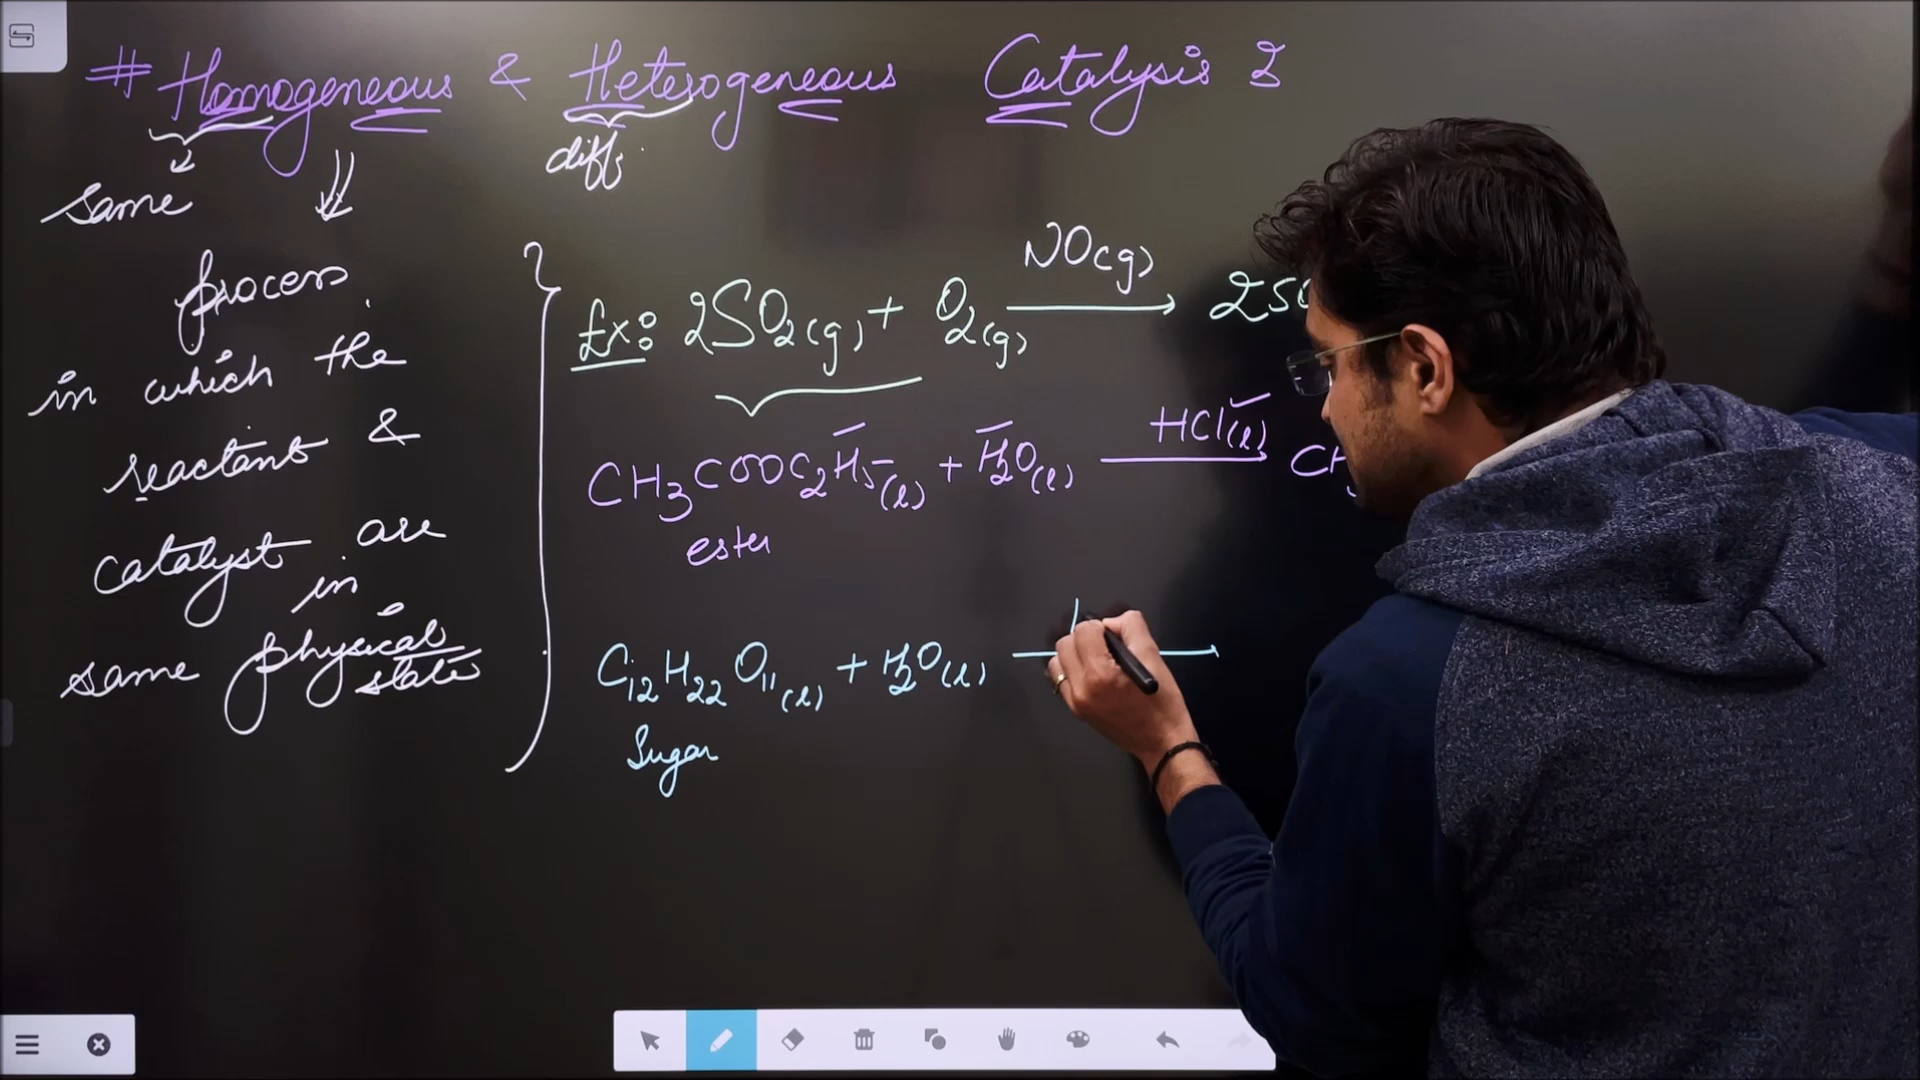 # Homogeneous & Heterogeneous Catalysis
same
diff.
process
in which the
reactant &
catalyst are
in
same physical
state
Ex: 2SO2(g) + O2(g) NO(g) → 2SO
CH3COOC2H5(l) + H2O(l) HCl(l) → CH
ester
C12H22O11(l) + H2O(l) →
Sugar